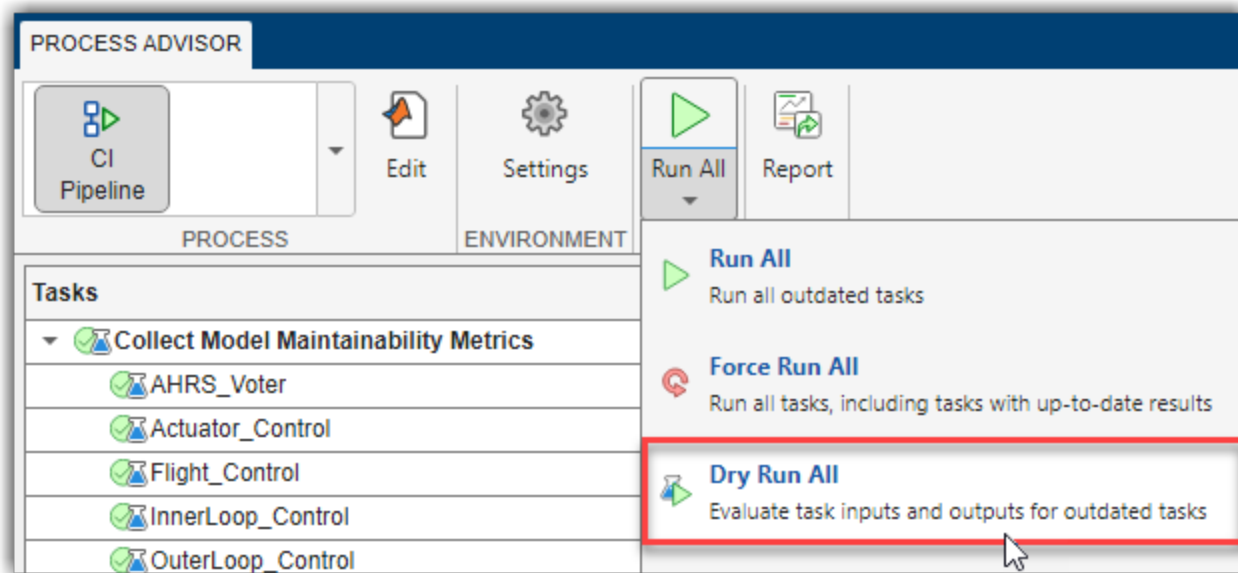 PROCESS ADVISOR
CI
Pipeline
Edit
Settings
Run All
Report
PROCESS
ENVIRONMENT
Run All
Run all outdated tasks
Force Run All
Run all tasks, including tasks with up-to-date results
Dry Run All
Evaluate task inputs and outputs for outdated tasks
Tasks
Collect Model Maintainability Metrics
AHRS_Voter
Actuator_Control
Flight_Control
InnerLoop_Control
OuterLoop_Control